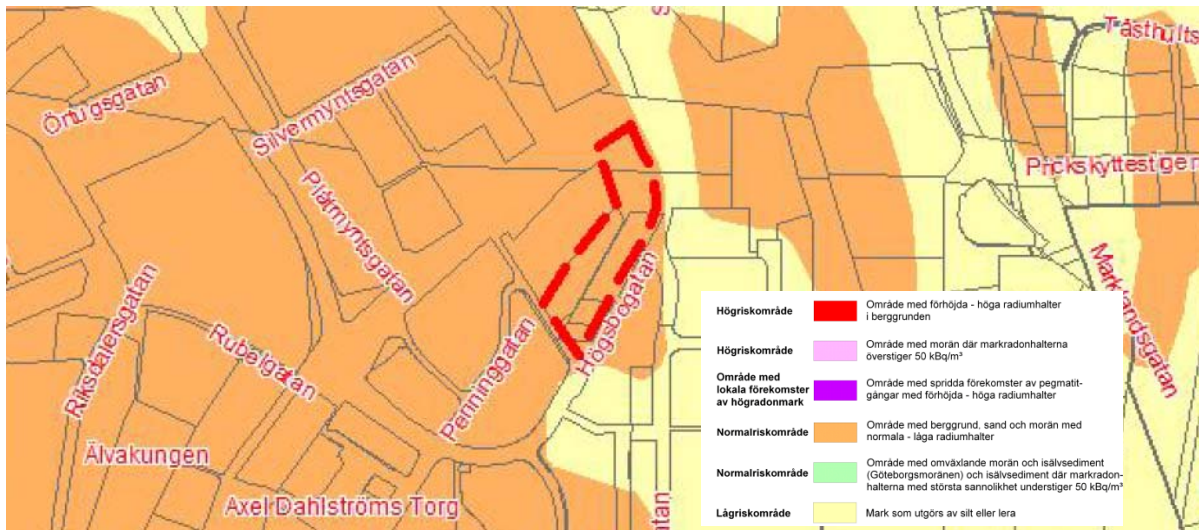 Tåsthults
Örtugsgatan
Silvermyntsgatan
Prickskyttestigen
Plåtmyntsgatan
Marklandsgatan
Riksdalersgatan
Rubelgatan
Penninggatan
Högsbogatan
Älvakungen
Axel Dahlströms Torg
tan
Högriskområde
Område med förhöjda - höga radiumhalter
i berggrunden
Högriskområde
Område med morän där markradonhalterna
överstiger 50 kBq/m³
Område med
lokala förekomster
av högradonmark
Område med spridda förekomster av pegmatit-
gångar med förhöjda - höga radiumhalter
Normalriskområde
Område med berggrund, sand och morän med
normala - låga radiumhalter
Normalriskområde
Område med omväxlande morän och isälvsediment
(Göteborgsmoränen) och isälvsediment där markradon-
halterna med största sannolikhet understiger 50 kBq/m³
Lågriskområde
Mark som utgörs av silt eller lera